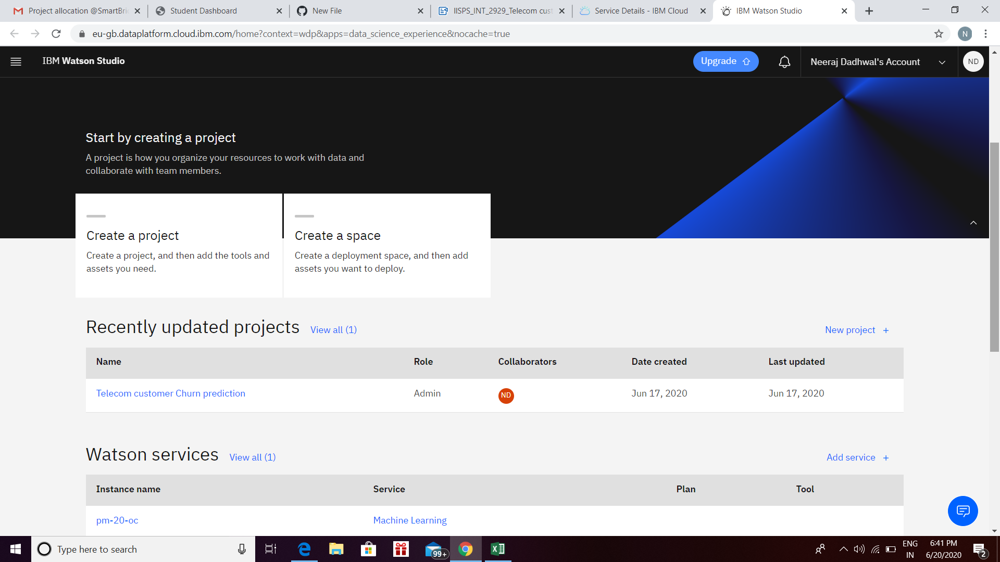 Project allocation @SmartBri
Student Dashboard
New File
IISPS_INT_2929_Telecom cust
Service Details - IBM Cloud
IBM Watson Studio
eu-gb.dataplatform.cloud.ibm.com/home?context=wdp&apps=data_science_experience&nocache=true
N
IBM Watson Studio
Upgrade
Neeraj Dadhwal's Account
ND
Start by creating a project
A project is how you organize your resources to work with data and
collaborate with team members.
Create a project
Create a project, and then add the tools and
assets you need.
Create a space
Create a deployment space, and then add
assets you want to deploy.
Recently updated projects View all (1)
New project +
Name Role Collaborators Date created Last updated
Telecom customer Churn prediction Admin ND Jun 17, 2020 Jun 17, 2020
Watson services View all (1)
Add service +
Instance name Service Plan Tool
pm-20-oc Machine Learning
Type here to search
99+
ENG
IN
6:41 PM
6/20/2020
2